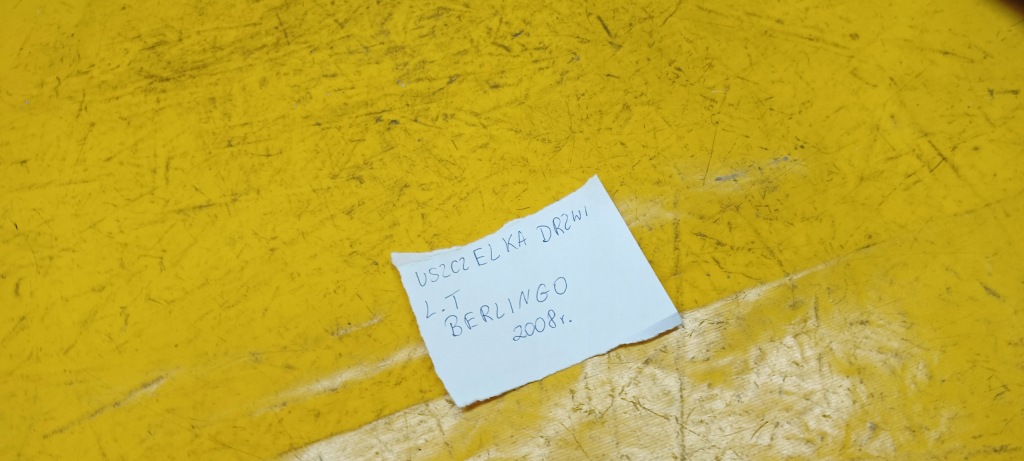 USZCZELKA DRZWI
L.T
BERLINGO
2008r.